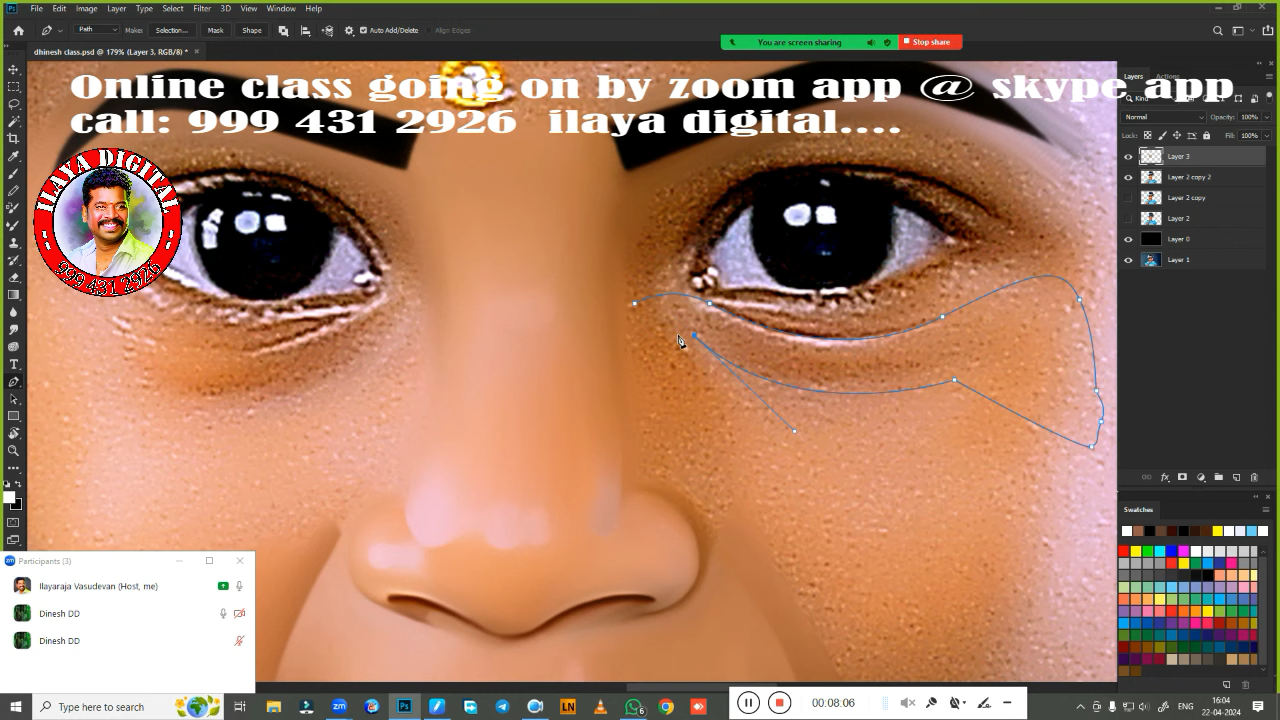 File Edit Image Layer Type Select Filter 3D View Window Help
Path Makes Selection... Mask Shape Auto Add/Delete Align Edges
dhinesh class.psd @ 179% (Layer 3, RGB/8) *
You are screen sharing Stop share
Online class going on by zoom app @ skype app
call: 999 431 2926 ilaya digital....
ILAYA DIGITAL
999 431 2926
Layers Actions
Kind
Normal Opacity: 100%
Lock: Fill: 100%
Layer 3
Layer 2 copy 2
Layer 2 copy
Layer 2
Layer 0
Layer 1
Swatches
Participants (3)
Ilayaraja Vasudevan (Host, me)
Dinesh DD
Dinesh DD
Type here to search
00:08:06
ENG
16:04
22-04-2024